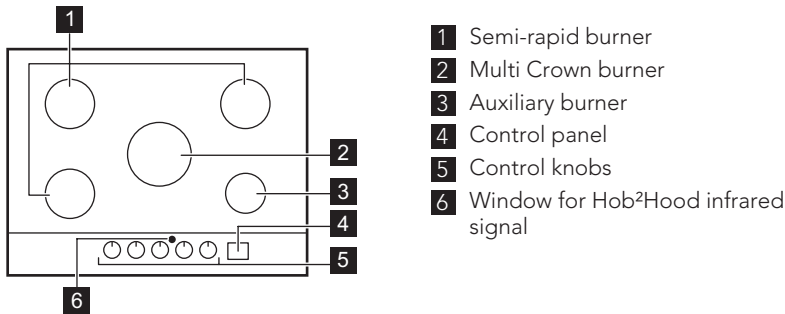 1
2
3
4
5
6
1 Semi-rapid burner
2 Multi Crown burner
3 Auxiliary burner
4 Control panel
5 Control knobs
6 Window for Hob²Hood infrared
signal